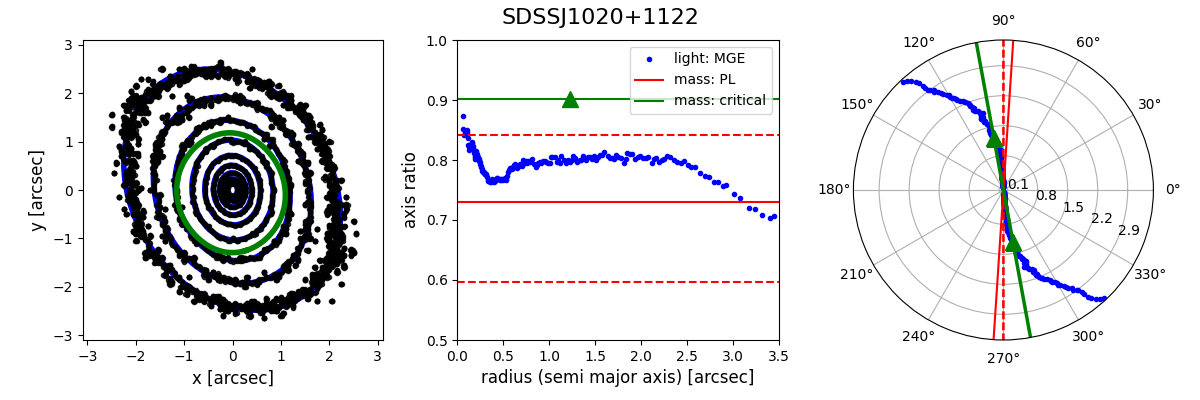 SDSSJ1020+1122
3
2
1
0
−1
−2
−3
−3 −2 −1 0 1 2 3
x [arcsec]
y [arcsec]
1.0
0.9
0.8
0.7
0.6
0.5
0.0 0.5 1.0 1.5 2.0 2.5 3.0 3.5
radius (semi major axis) [arcsec]
axis ratio
light: MGE
mass: PL
mass: critical
90°
120° 60°
150° 30°
180° 0°
210° 330°
240° 300°
270°
0.1
0.8
1.5
2.2
2.9